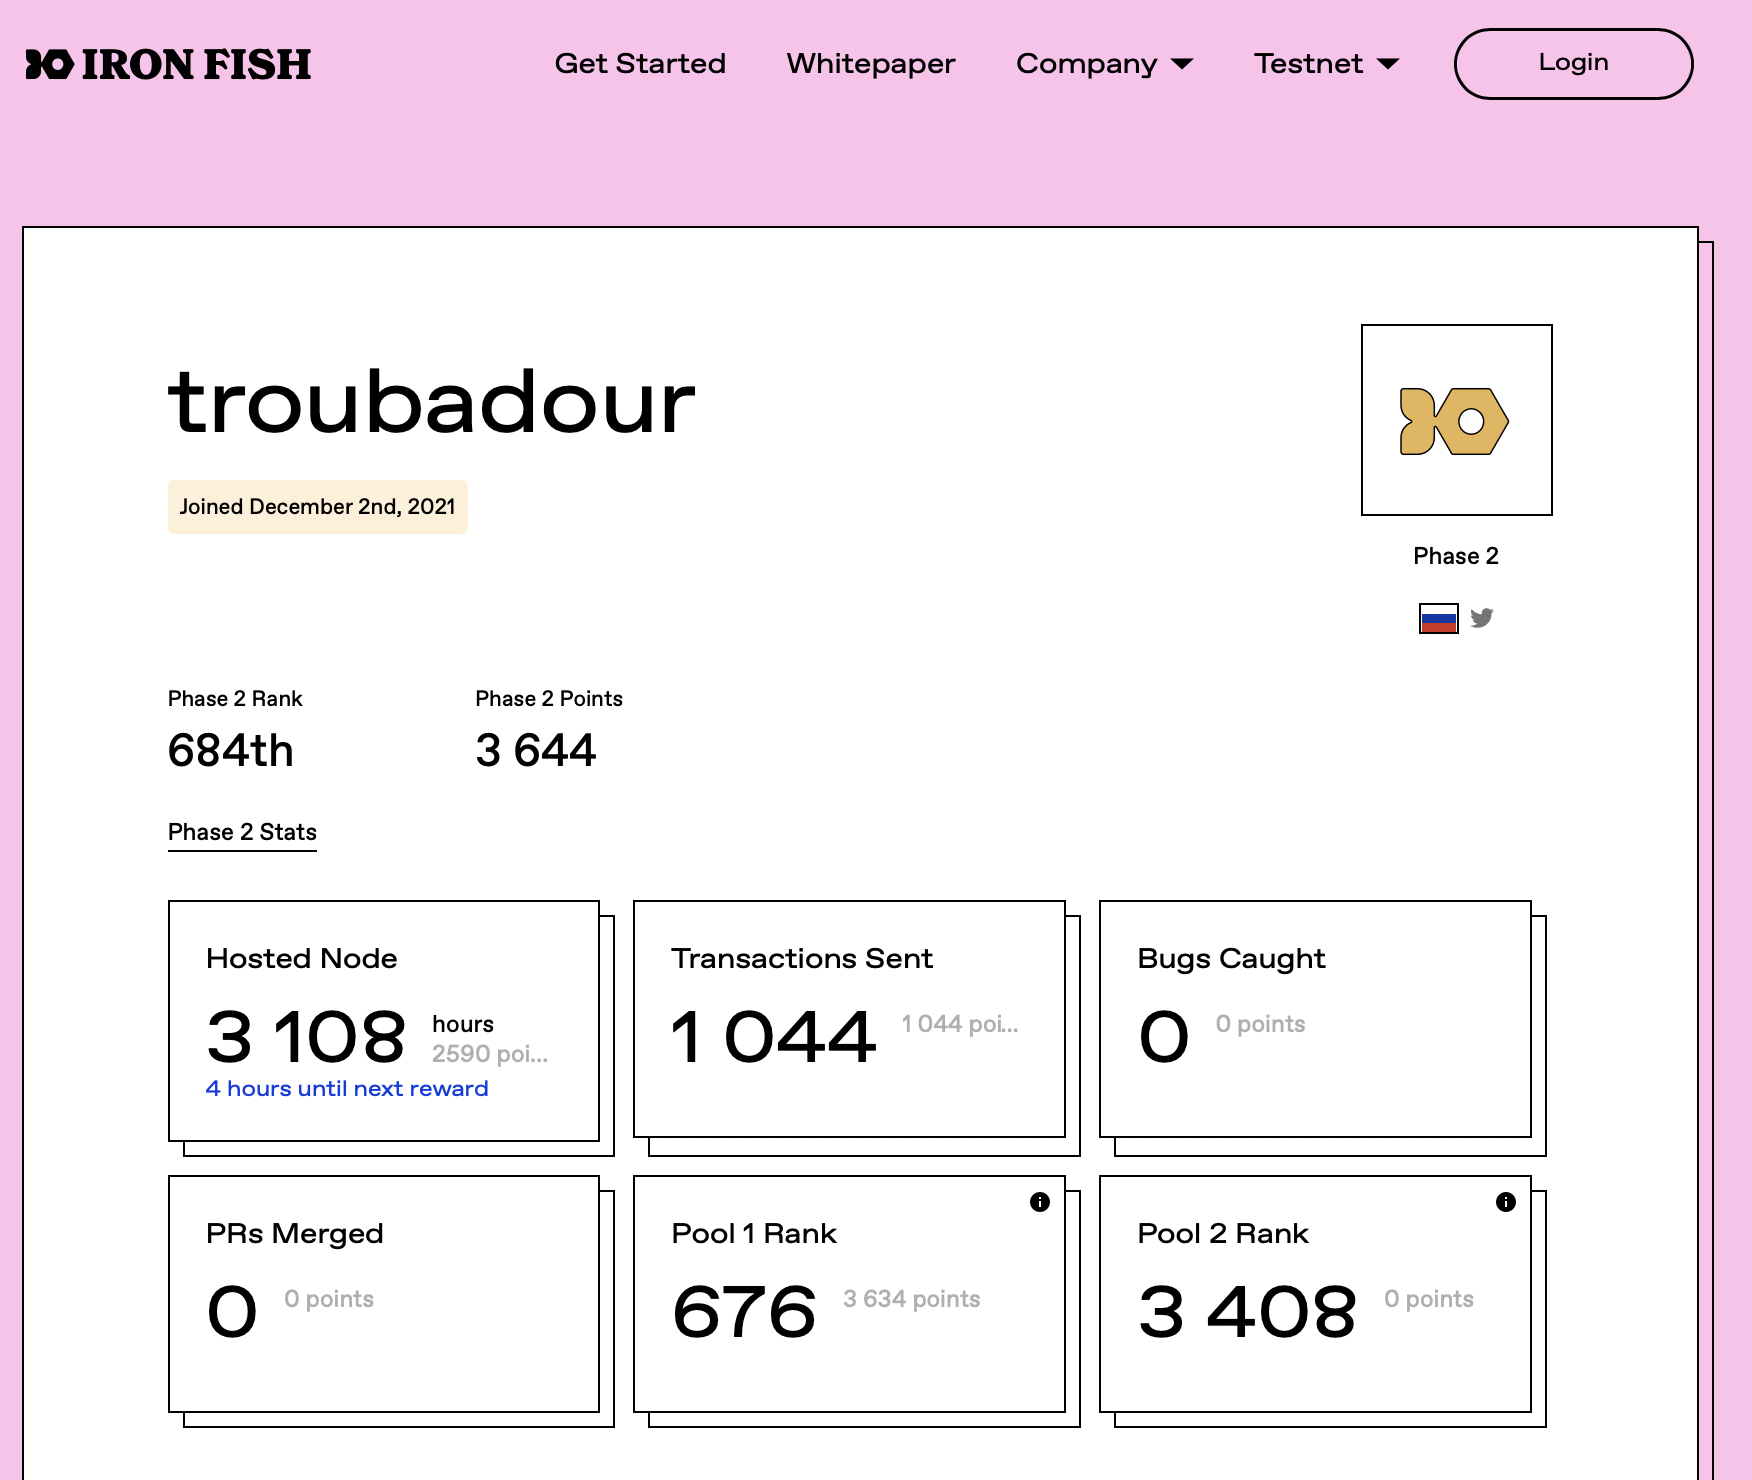 IRON FISH
Get Started
Whitepaper
Company
Testnet
Login
troubadour
Joined December 2nd, 2021
Phase 2
Phase 2 Rank
684th
Phase 2 Points
3 644
Phase 2 Stats
Hosted Node
3 108
hours
2590 poi...
4 hours until next reward
Transactions Sent
1 044
1 044 poi...
Bugs Caught
0
0 points
PRs Merged
0
0 points
Pool 1 Rank
676
3 634 points
Pool 2 Rank
3 408
0 points